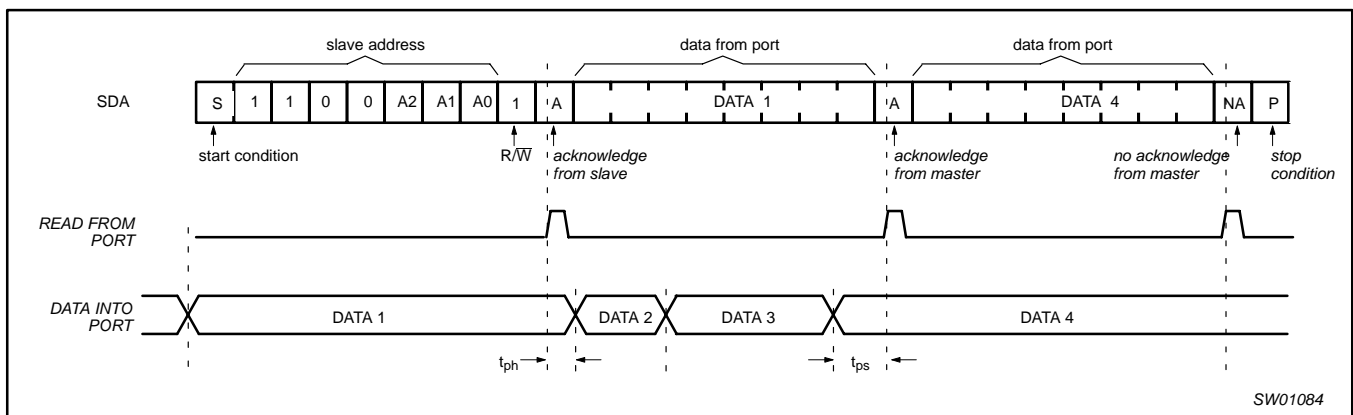 slave address data from port data from port
SDA S 1 1 0 0 A2 A1 A0 1 A DATA 1 A DATA 4 NA P
start condition R/W̅ acknowledge from slave acknowledge from master no acknowledge from master stop condition
READ FROM PORT
DATA INTO PORT DATA 1 DATA 2 DATA 3 DATA 4
tph tps
SW01084